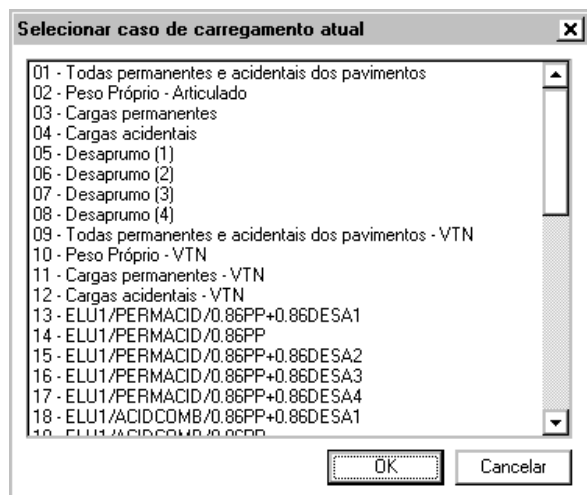 Selecionar caso de carregamento atual
01 - Todas permanentes e acidentais dos pavimentos
02 - Peso Próprio - Articulado
03 - Cargas permanentes
04 - Cargas acidentais
05 - Desaprumo (1)
06 - Desaprumo (2)
07 - Desaprumo (3)
08 - Desaprumo (4)
09 - Todas permanentes e acidentais dos pavimentos - VTN
10 - Peso Próprio - VTN
11 - Cargas permanentes - VTN
12 - Cargas acidentais - VTN
13 - ELU1/PERMACID/0.86PP+0.86DESA1
14 - ELU1/PERMACID/0.86PP
15 - ELU1/PERMACID/0.86PP+0.86DESA2
16 - ELU1/PERMACID/0.86PP+0.86DESA3
17 - ELU1/PERMACID/0.86PP+0.86DESA4
18 - ELU1/ACIDCOMB/0.86PP+0.86DESA1
OK Cancelar